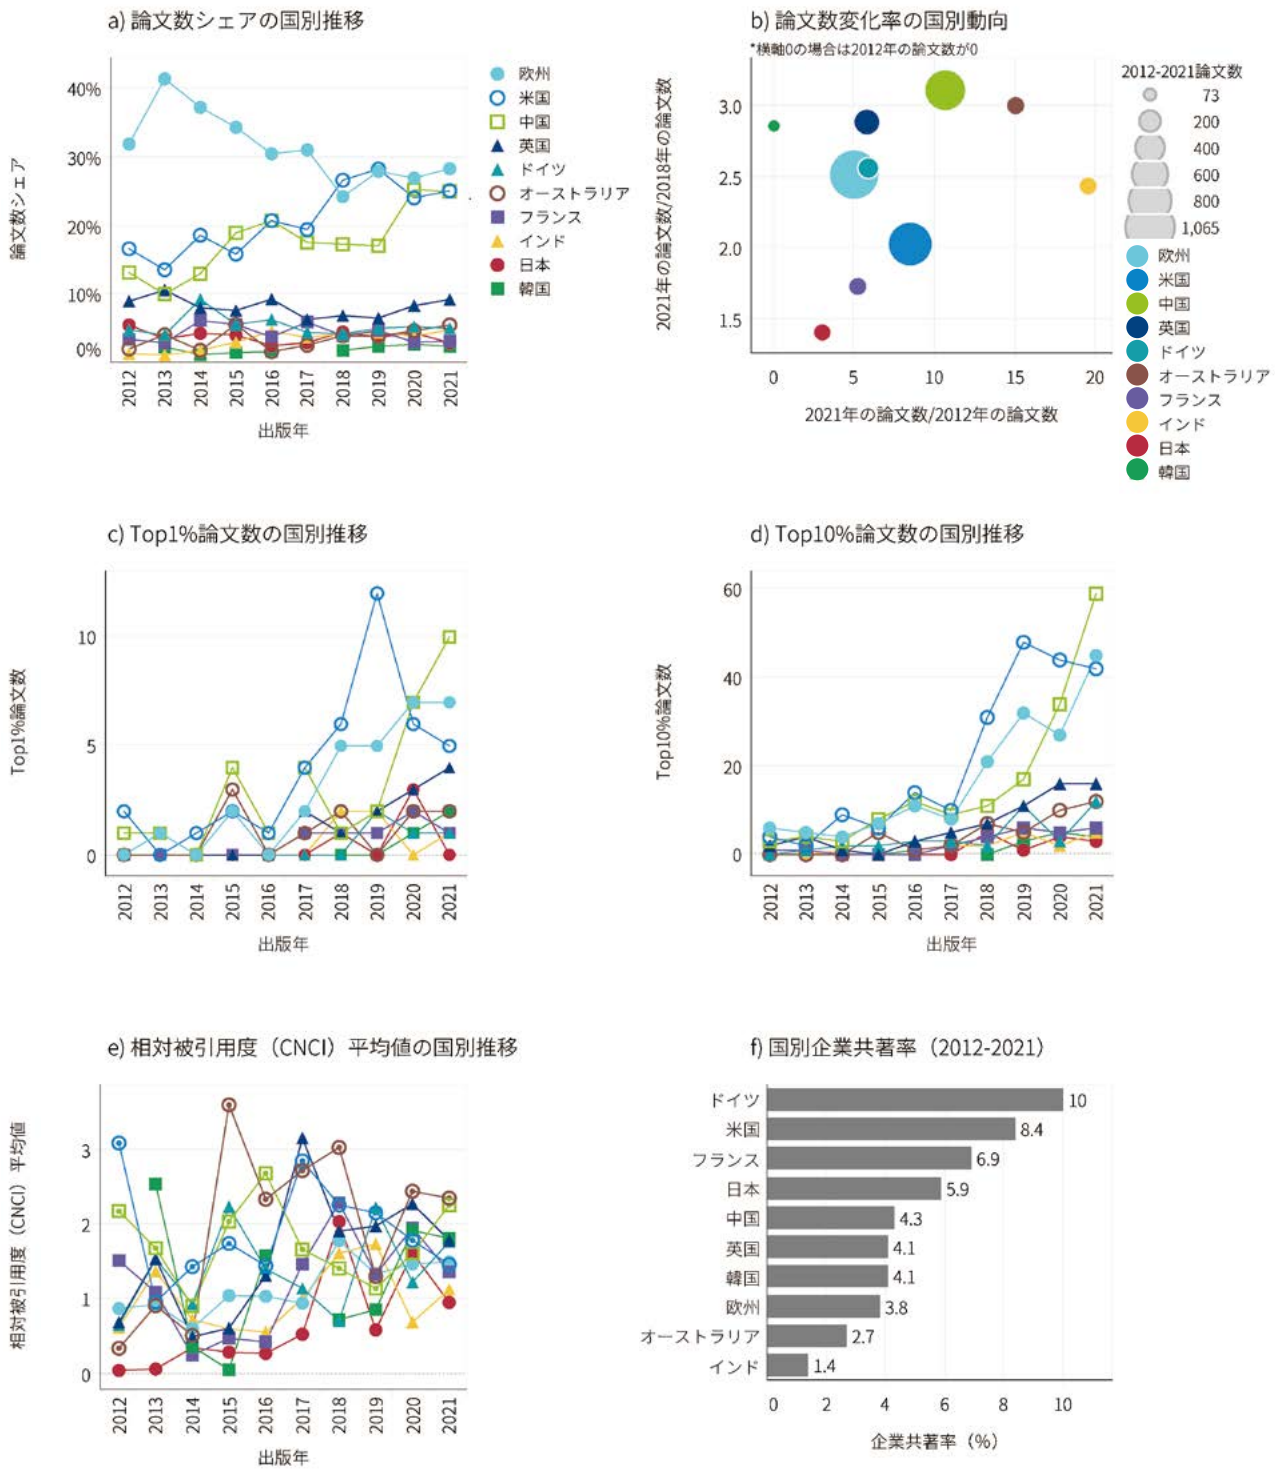 a) 論文数シェアの国別推移
論文数シェア
40%
30%
20%
10%
0%
2012
2013
2014
2015
2016
2017
2018
2019
2020
2021
出版年
欧州
米国
中国
英国
ドイツ
オーストラリア
フランス
インド
日本
韓国
b) 論文数変化率の国別動向
*横軸0の場合は2012年の論文数が0
2021年の論文数/2018年の論文数
3.0
2.5
2.0
1.5
0 5 10 15 20
2021年の論文数/2012年の論文数
2012-2021論文数
73
200
400
600
800
1,065
欧州
米国
中国
英国
ドイツ
オーストラリア
フランス
インド
日本
韓国
c) Top1%論文数の国別推移
Top1%論文数
10
5
0
2012
2013
2014
2015
2016
2017
2018
2019
2020
2021
出版年
d) Top10%論文数の国別推移
Top10%論文数
60
40
20
0
2012
2013
2014
2015
2016
2017
2018
2019
2020
2021
出版年
e) 相対被引用度（CNCI）平均値の国別推移
相対被引用度（CNCI）平均値
3
2
1
0
2012
2013
2014
2015
2016
2017
2018
2019
2020
2021
出版年
f) 国別企業共著率（2012-2021）
ドイツ 10
米国 8.4
フランス 6.9
日本 5.9
中国 4.3
英国 4.1
韓国 4.1
欧州 3.8
オーストラリア 2.7
インド 1.4
0 2 4 6 8 10
企業共著率（%）